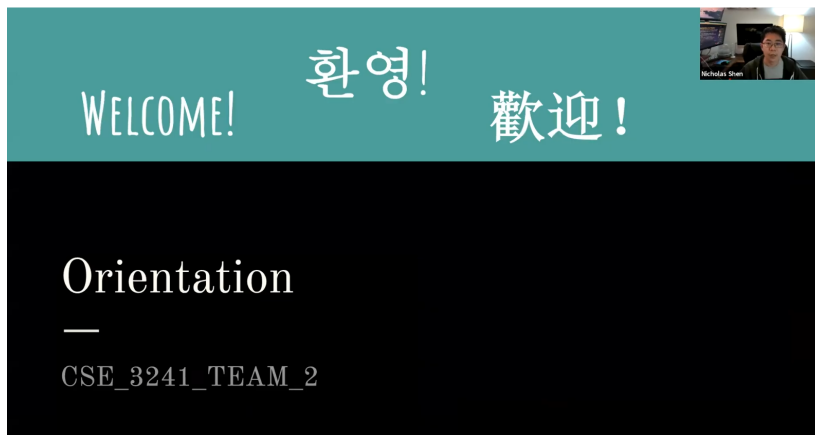 환영!
Welcome!
歡迎！
Nicholas Shen
Orientation
CSE_3241_TEAM_2